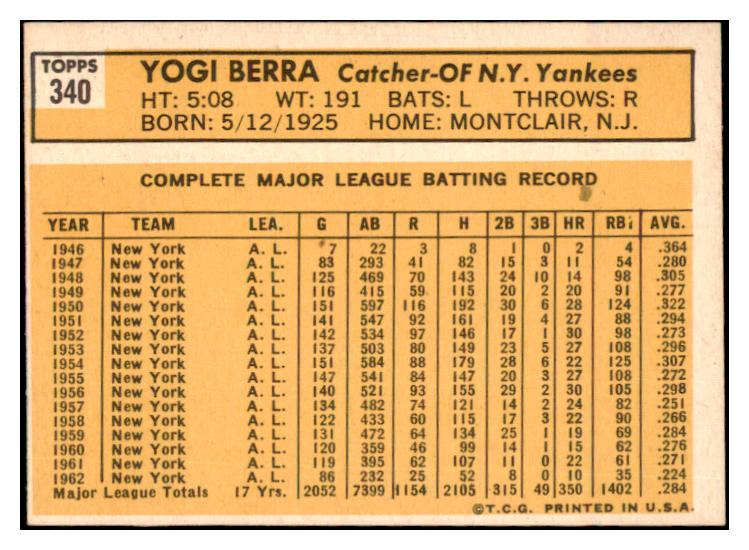 TOPPS
340
YOGI BERRA Catcher-OF N.Y. Yankees
HT: 5:08 WT: 191 BATS: L THROWS: R
BORN: 5/12/1925 HOME: MONTCLAIR, N.J.
COMPLETE MAJOR LEAGUE BATTING RECORD
YEAR TEAM LEA. G AB R H 2B 3B HR RBI AVG.
1946 New York A. L. 7 22 3 8 1 0 2 4 .364
1947 New York A. L. 83 293 41 82 15 3 11 54 .280
1948 New York A. L. 125 469 70 143 24 10 14 98 .305
1949 New York A. L. 116 415 59 115 20 2 20 91 .277
1950 New York A. L. 151 597 116 192 30 6 28 124 .322
1951 New York A. L. 141 547 92 161 19 4 27 88 .294
1952 New York A. L. 142 534 97 146 17 1 30 98 .273
1953 New York A. L. 137 503 80 149 23 5 27 108 .296
1954 New York A. L. 151 584 88 179 28 6 22 125 .307
1955 New York A. L. 147 541 84 147 20 3 27 108 .272
1956 New York A. L. 140 521 93 155 29 2 30 105 .298
1957 New York A. L. 134 482 74 121 14 2 24 82 .251
1958 New York A. L. 122 433 60 115 17 3 22 90 .266
1959 New York A. L. 131 472 64 134 25 1 19 69 .284
1960 New York A. L. 120 359 46 99 14 1 15 62 .276
1961 New York A. L. 119 395 62 107 11 0 22 61 .271
1962 New York A. L. 86 232 25 52 8 0 10 35 .224
Major League Totals 17 Yrs. 2052 7399 1154 2105 315 49 350 1402 .284
©T.C.G. PRINTED IN U.S.A.